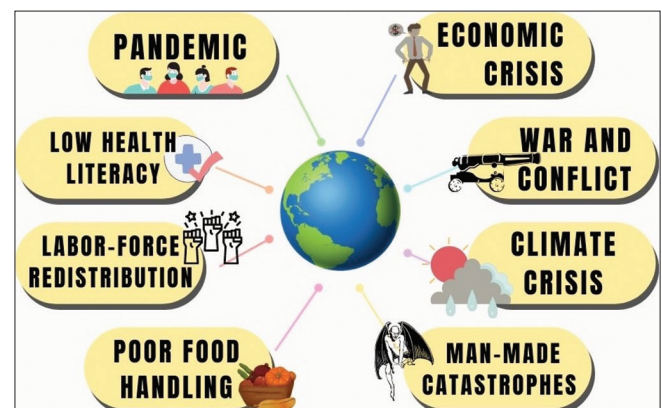 PANDEMIC
ECONOMIC
CRISIS
LOW HEALTH
LITERACY
WAR AND
CONFLICT
LABOR-FORCE
REDISTRIBUTION
CLIMATE
CRISIS
POOR FOOD
HANDLING
MAN-MADE
CATASTROPHES